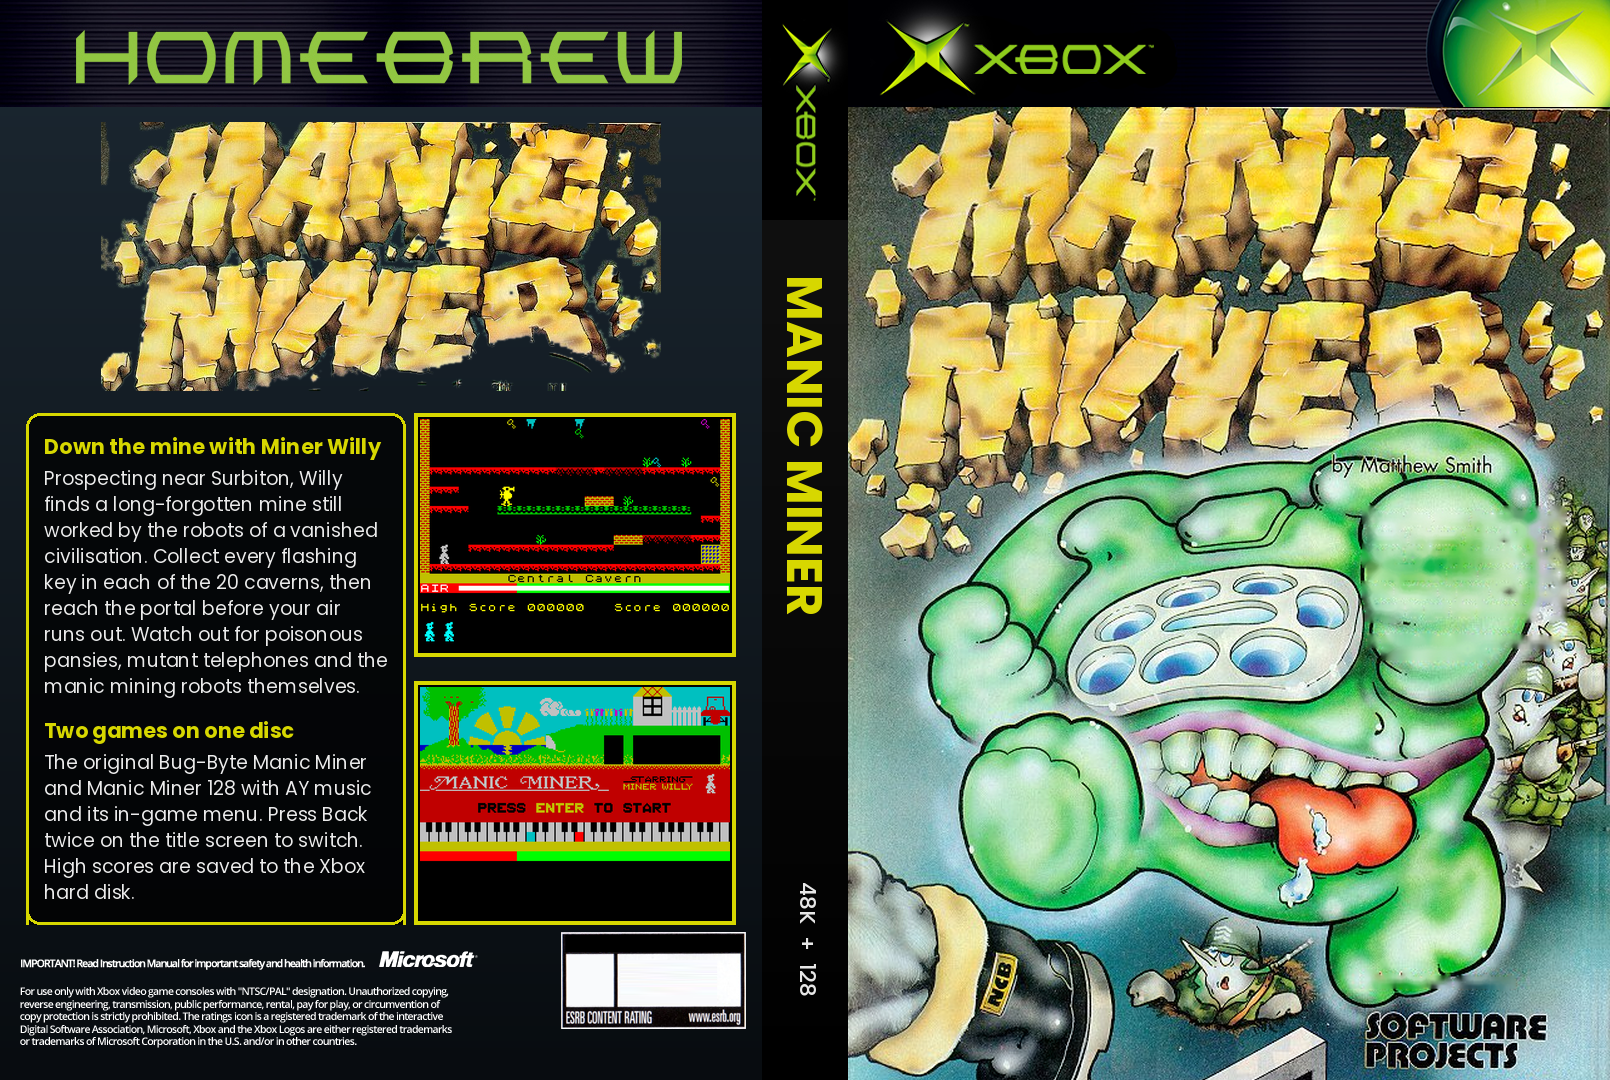 HOMEBREW
MANIC
MINER
Down the mine with Miner Willy
Prospecting near Surbiton, Willy
finds a long-forgotten mine still
worked by the robots of a vanished
civilisation. Collect every flashing
key in each of the 20 caverns, then
reach the portal before your air
runs out. Watch out for poisonous
pansies, mutant telephones and the
manic mining robots themselves.
Two games on one disc
The original Bug-Byte Manic Miner
and Manic Miner 128 with AY music
and its in-game menu. Press Back
twice on the title screen to switch.
High scores are saved to the Xbox
hard disk.
Central Cavern
AIR
High Score 000000 Score 000000
MANIC MINER
STARRING
MINER WILLY
PRESS ENTER TO START
IMPORTANT! Read Instruction Manual for important safety and health information.
Microsoft
For use only with Xbox video game consoles with "NTSC/PAL" designation. Unauthorized copying,
reverse engineering, transmission, public performance, rental, pay for play, or circumvention of
copy protection is strictly prohibited. The ratings icon is a registered trademark of the interactive
Digital Software Association, Microsoft, Xbox and the Xbox Logos are either registered trademarks
or trademarks of Microsoft Corporation in the U.S. and/or in other countries.
ESRB CONTENT RATING www.esrb.org
XBOX
MANIC MINER
48K + 128
XBOX
MANIC
MINER
by Matthew Smith
NCB
SOFTWARE
PROJECTS